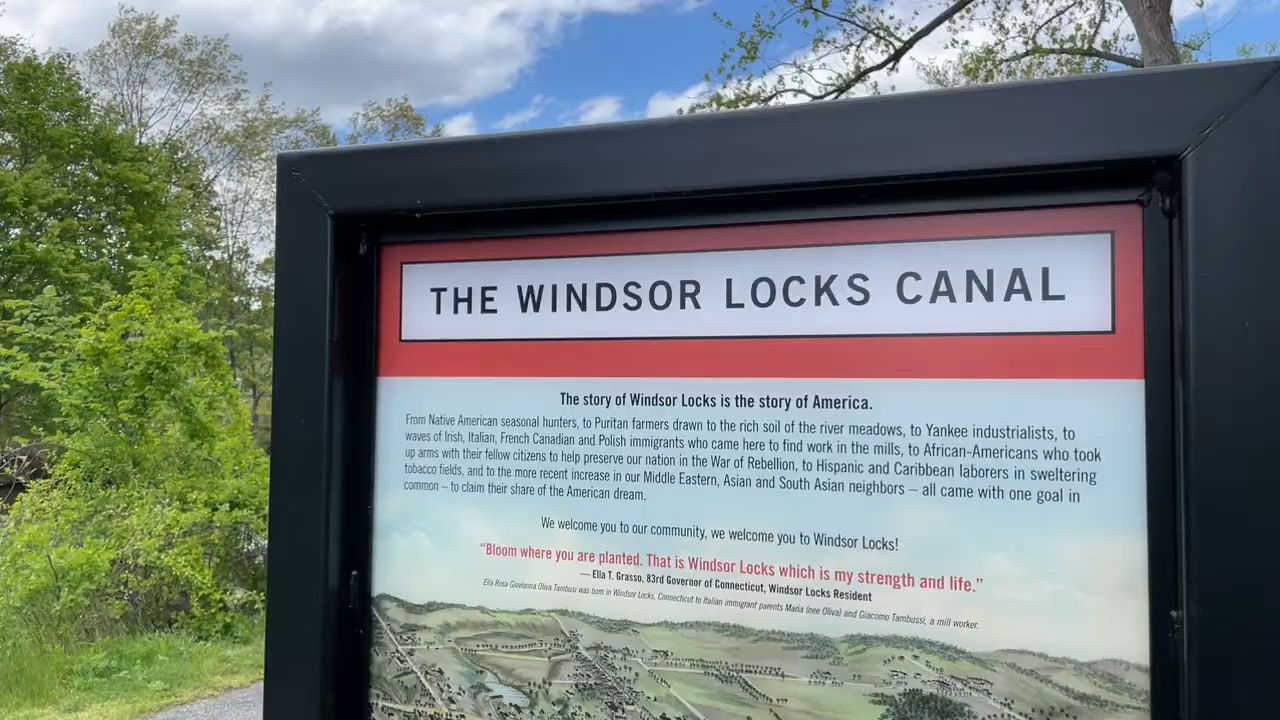 THE WINDSOR LOCKS CANAL
The story of Windsor Locks is the story of America.
From Native American seasonal hunters, to Puritan farmers drawn to the rich soil of the river meadows, to Yankee industrialists, to
waves of Irish, Italian, French Canadian and Polish immigrants who came here to find work in the mills, to African-Americans who took
up arms with their fellow citizens to help preserve our nation in the War of Rebellion, to Hispanic and Caribbean laborers in sweltering
tobacco fields, and to the more recent increase in our Middle Eastern, Asian and South Asian neighbors – all came with one goal in
common – to claim their share of the American dream.
We welcome you to our community, we welcome you to Windsor Locks!
“Bloom where you are planted. That is Windsor Locks which is my strength and life.”
— Ella T. Grasso, 83rd Governor of Connecticut, Windsor Locks Resident
Ella Rosa Giovianna Oliva Tambusi was born in Windsor Locks, Connecticut to Italian immigrant parents Maria (nee Oliva) and Giacomo Tambussi, a mill worker.